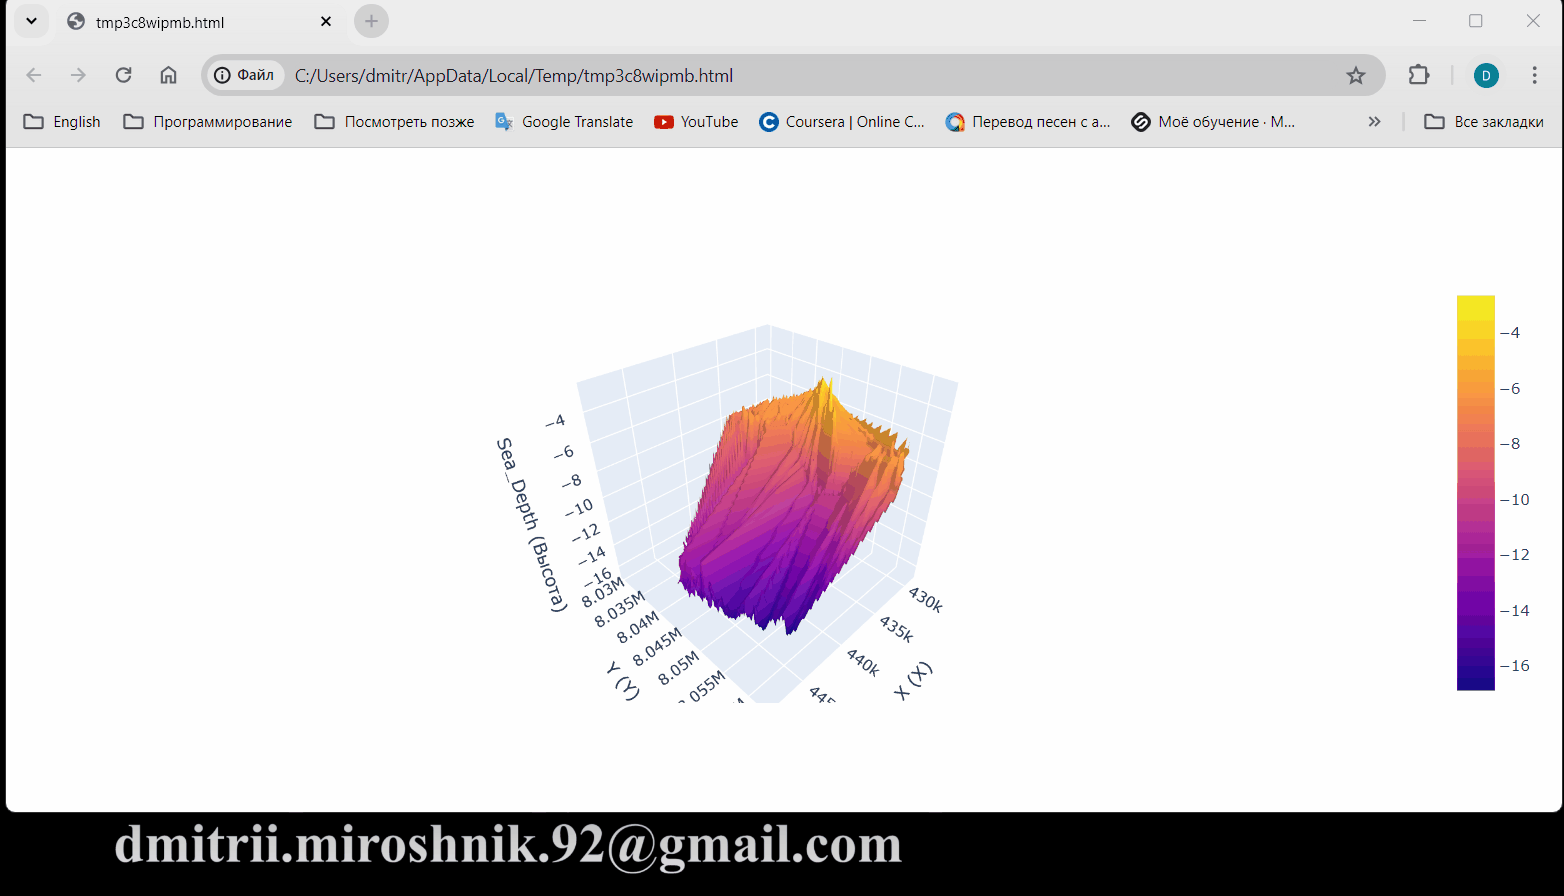 tmp3c8wipmb.html
Файл C:/Users/dmitr/AppData/Local/Temp/tmp3c8wipmb.html D
English Программирование Посмотреть позже Google Translate YouTube Coursera | Online C... Перевод песен с а... Моё обучение · М... Все закладки
−4
−6
−8
−10
−12
−14
−16
Sea_Depth (Высота)
8.03M
8.035M
8.04M
8.045M
8.05M
Y (Y)
430k
435k
440k
X (X)
−4
−6
−8
−10
−12
−14
−16
dmitrii.miroshnik.92@gmail.com